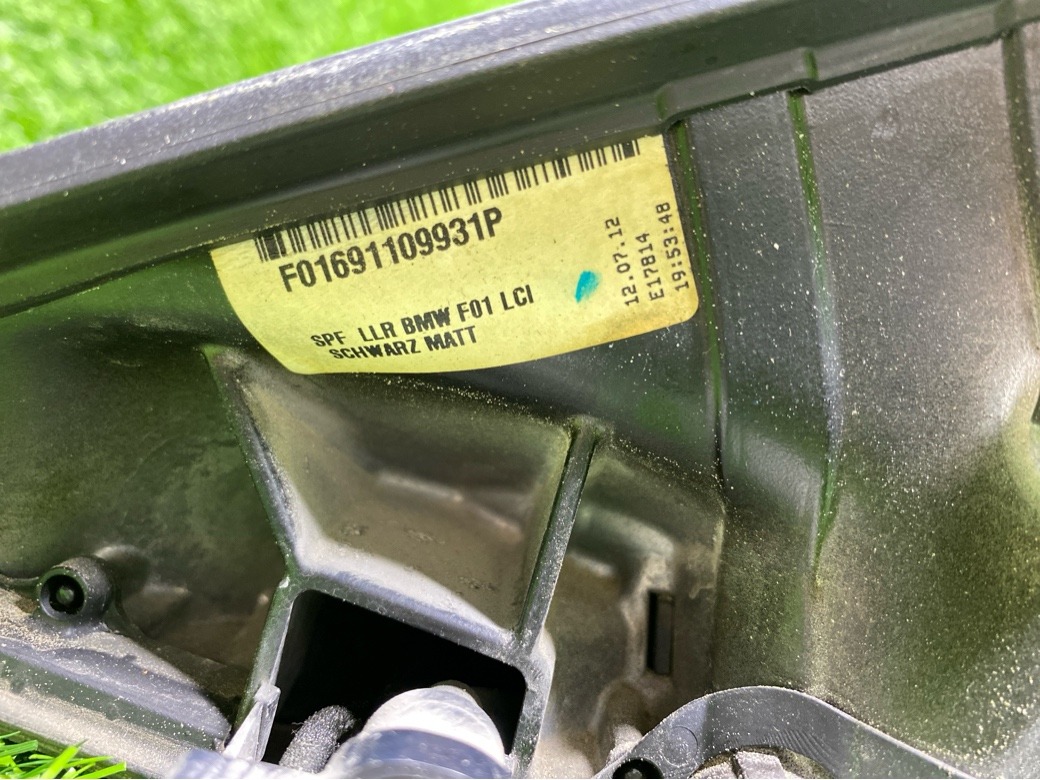 F01691109931P
SPF LLR BMW F01 LCI
SCHWARZ MATT
12.07.12
E17814
19:53:48